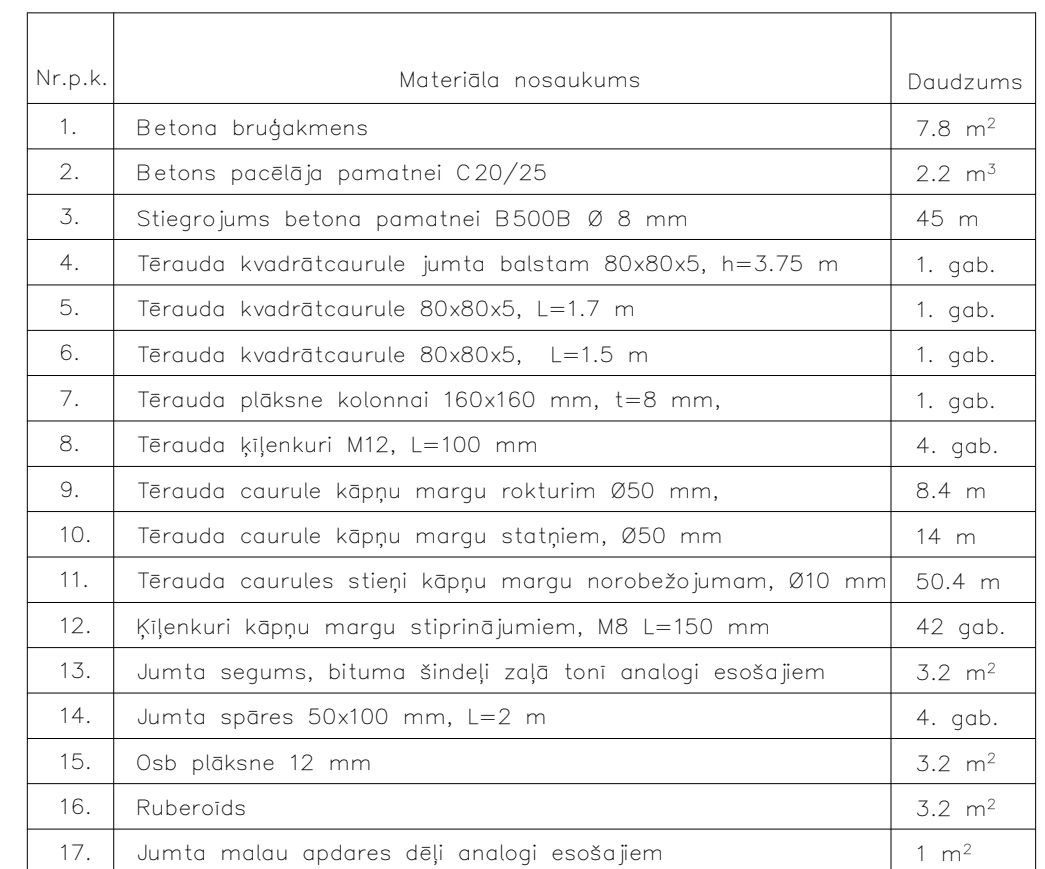 Nr.p.k. Materiāla nosaukums Daudzums
1. Betona bruģakmens 7.8 m²
2. Betons pacēlāja pamatnei C20/25 2.2 m³
3. Stiegrojums betona pamatnei B500B Ø 8 mm 45 m
4. Tērauda kvadrātcaurule jumta balstam 80x80x5, h=3.75 m 1. gab.
5. Tērauda kvadrātcaurule 80x80x5, L=1.7 m 1. gab.
6. Tērauda kvadrātcaurule 80x80x5, L=1.5 m 1. gab.
7. Tērauda plāksne kolonnai 160x160 mm, t=8 mm, 1. gab.
8. Tērauda ķīļenkuri M12, L=100 mm 4. gab.
9. Tērauda caurule kāpņu margu rokturim Ø50 mm, 8.4 m
10. Tērauda caurule kāpņu margu statņiem, Ø50 mm 14 m
11. Tērauda caurules stieņi kāpņu margu norobežojumam, Ø10 mm 50.4 m
12. Ķīļenkuri kāpņu margu stiprinājumiem, M8 L=150 mm 42 gab.
13. Jumta segums, bituma šindeļi zaļā tonī analogi esošajiem 3.2 m²
14. Jumta spāres 50x100 mm, L=2 m 4. gab.
15. Osb plāksne 12 mm 3.2 m²
16. Ruberoīds 3.2 m²
17. Jumta malau apdares dēļi analogi esošajiem 1 m²